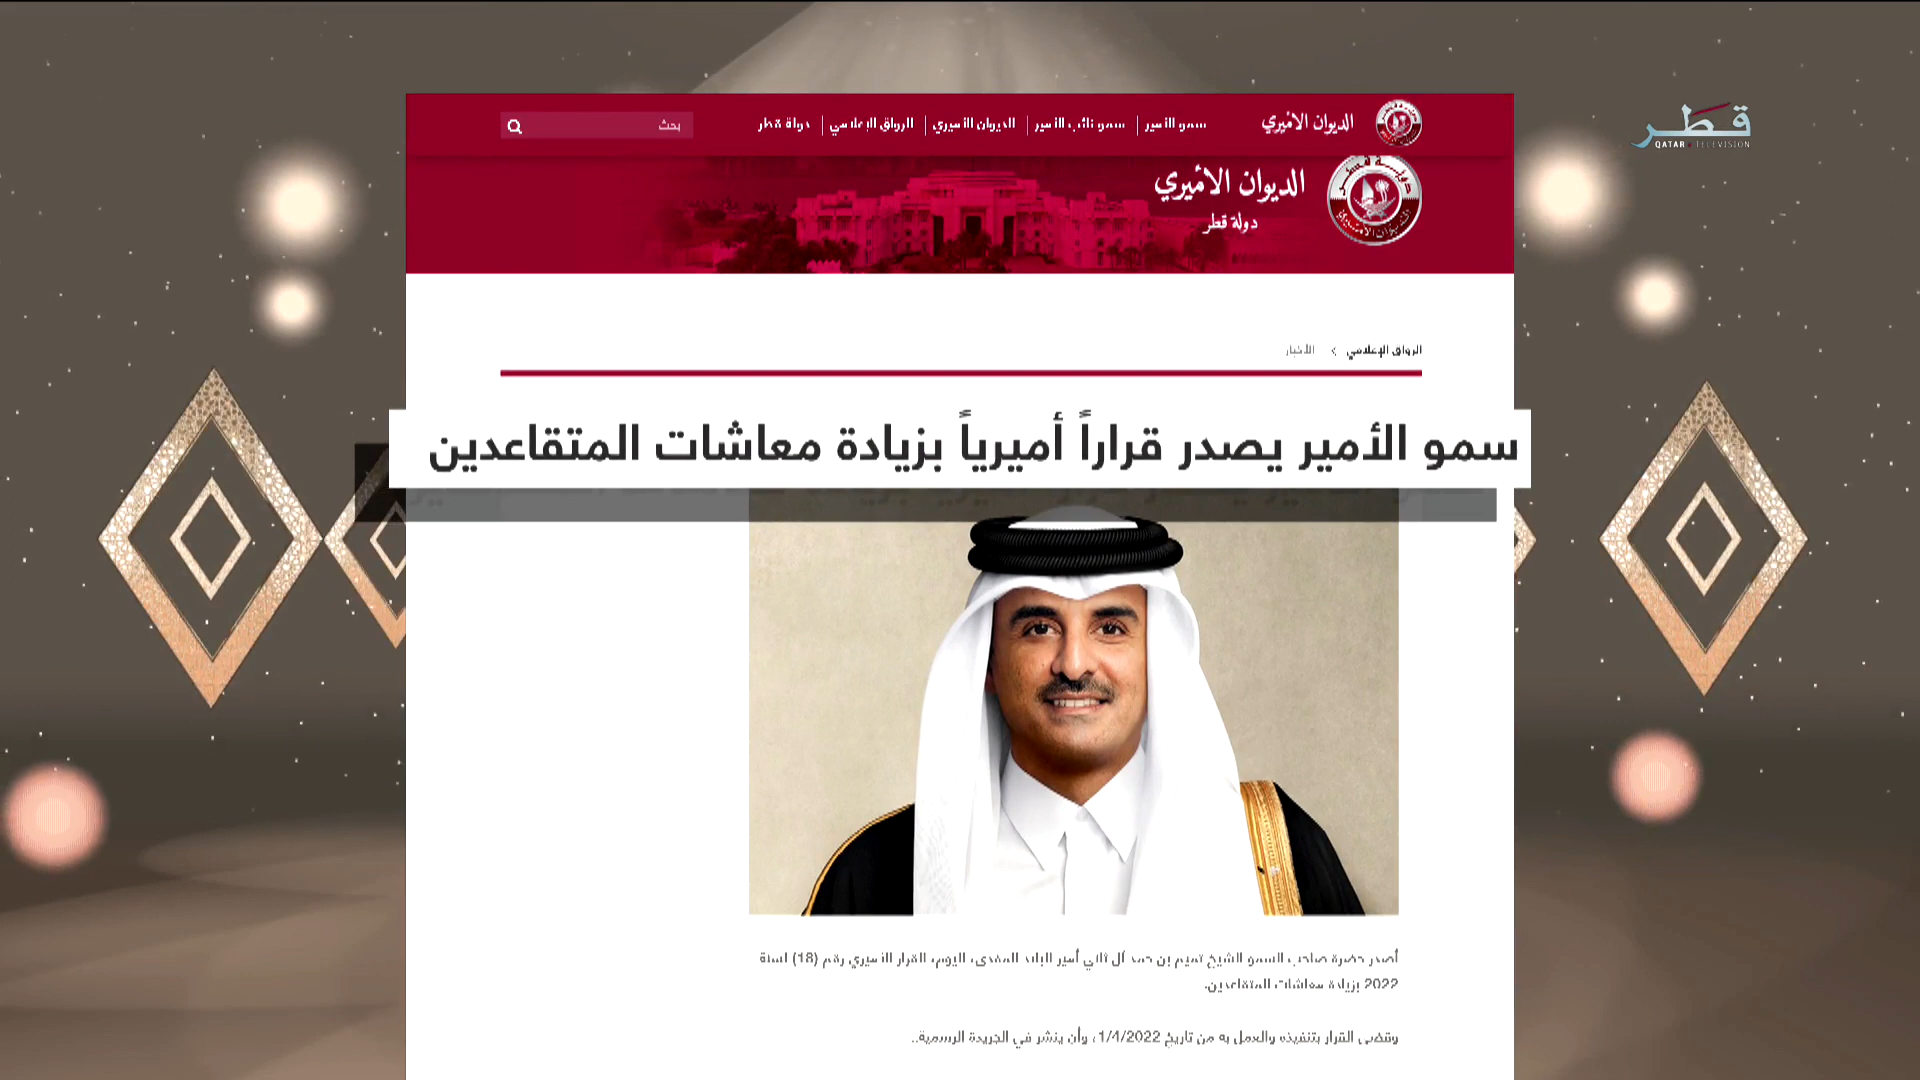 قطر
QATAR TELEVISION
الديوان الأميري
سمو الأمير
سمو نائب الأمير
الديوان الأميري
الرواق الإعلامي
دولة قطر
بحث
الديوان الأميري
دولة قطر
الرواق الإعلامي > الأخبار
سمو الأمير يصدر قراراً أميرياً بزيادة معاشات المتقاعدين
أصدر حضرة صاحب السمو الشيخ تميم بن حمد آل ثاني أمير البلاد المفدى، اليوم، القرار الأميري رقم (18) لسنة
2022 بزيادة معاشات المتقاعدين.
وقضى القرار بتنفيذه والعمل به من تاريخ 1/4/2022، وأن ينشر في الجريدة الرسمية..